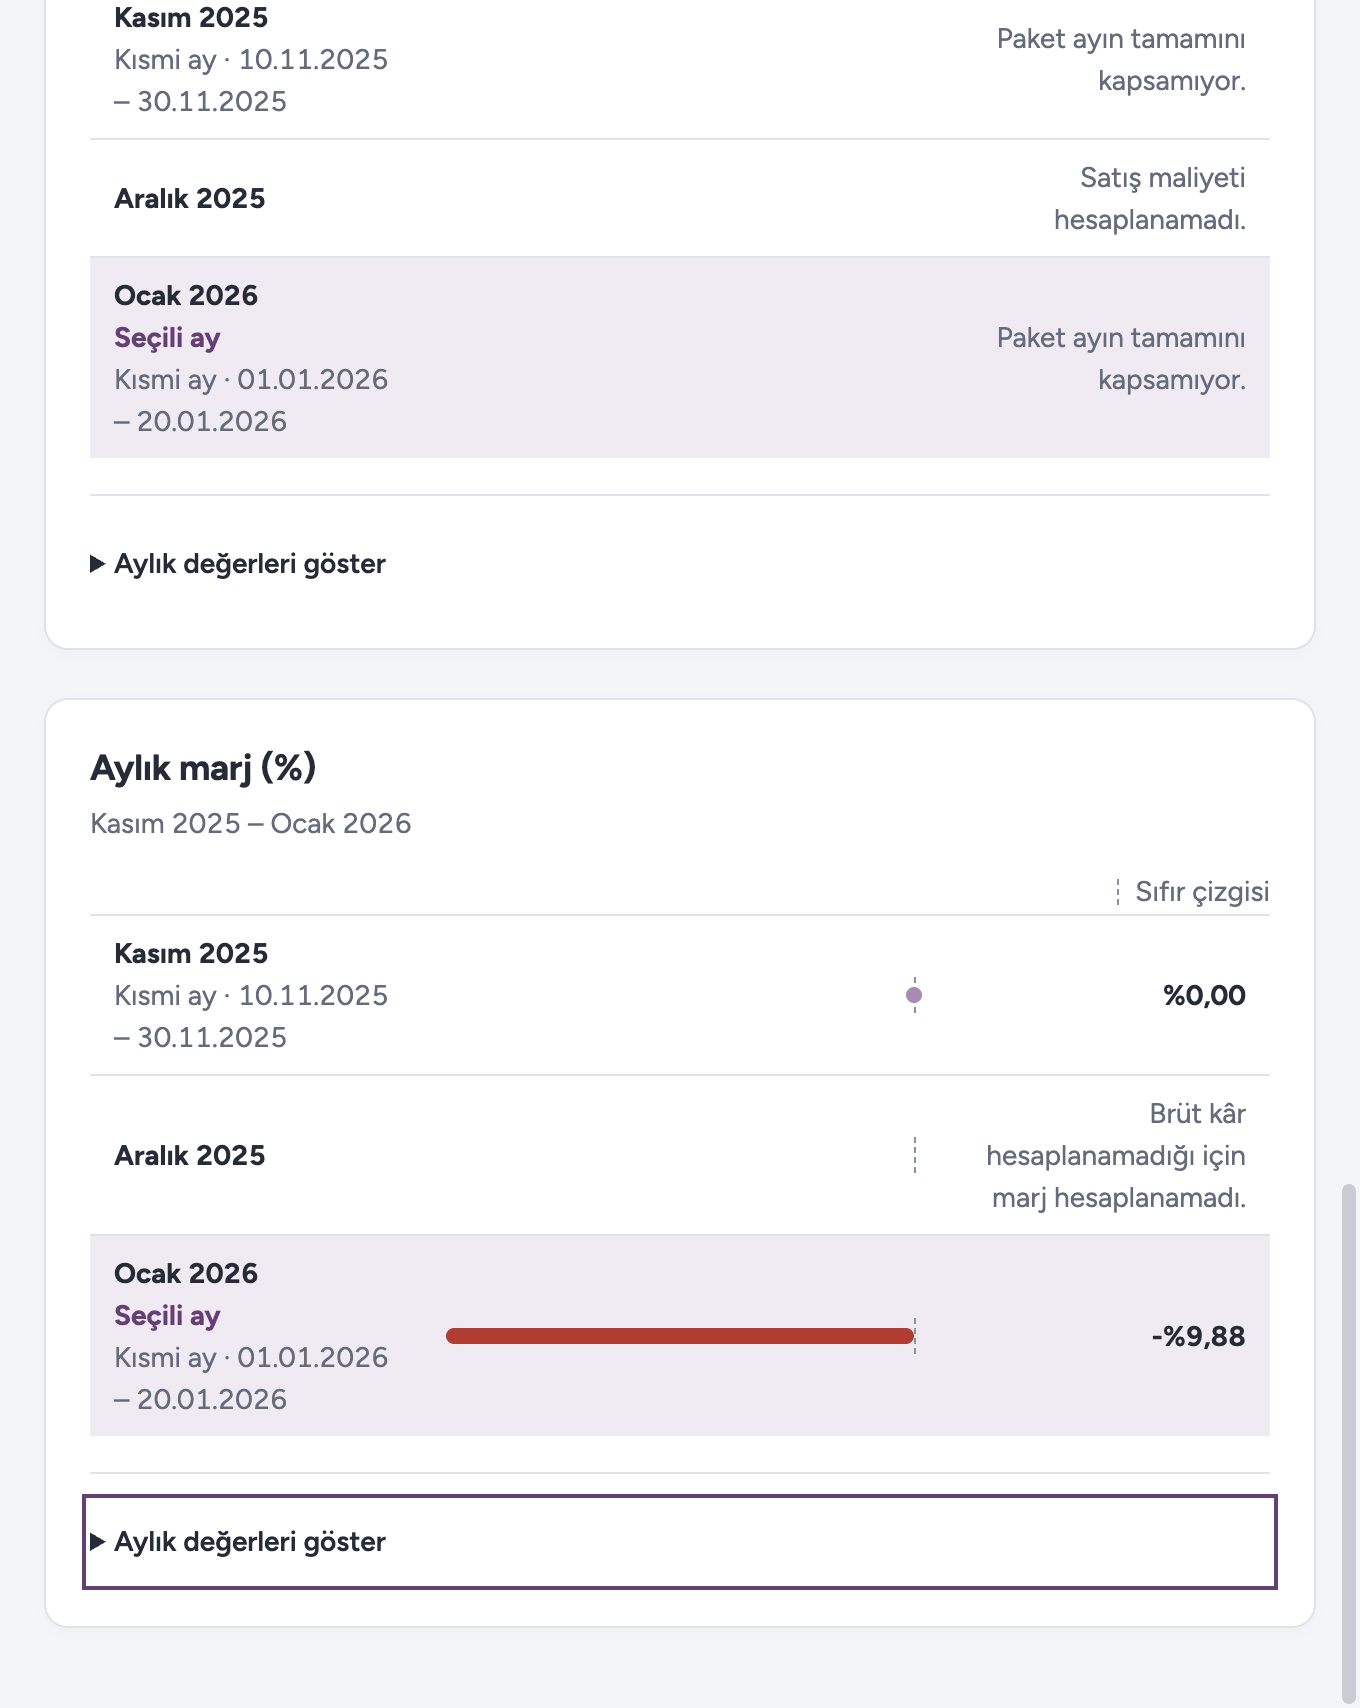 Kasım 2025
Kısmi ay · 10.11.2025
– 30.11.2025
Paket ayın tamamını
kapsamıyor.
Aralık 2025
Satış maliyeti
hesaplanamadı.
Ocak 2026
Seçili ay
Kısmi ay · 01.01.2026
– 20.01.2026
Paket ayın tamamını
kapsamıyor.
▶ Aylık değerleri göster
Aylık marj (%)
Kasım 2025 – Ocak 2026
Sıfır çizgisi
Kasım 2025
Kısmi ay · 10.11.2025
– 30.11.2025
%0,00
Aralık 2025
Brüt kâr
hesaplanamadığı için
marj hesaplanamadı.
Ocak 2026
Seçili ay
Kısmi ay · 01.01.2026
– 20.01.2026
-%9,88
▶ Aylık değerleri göster